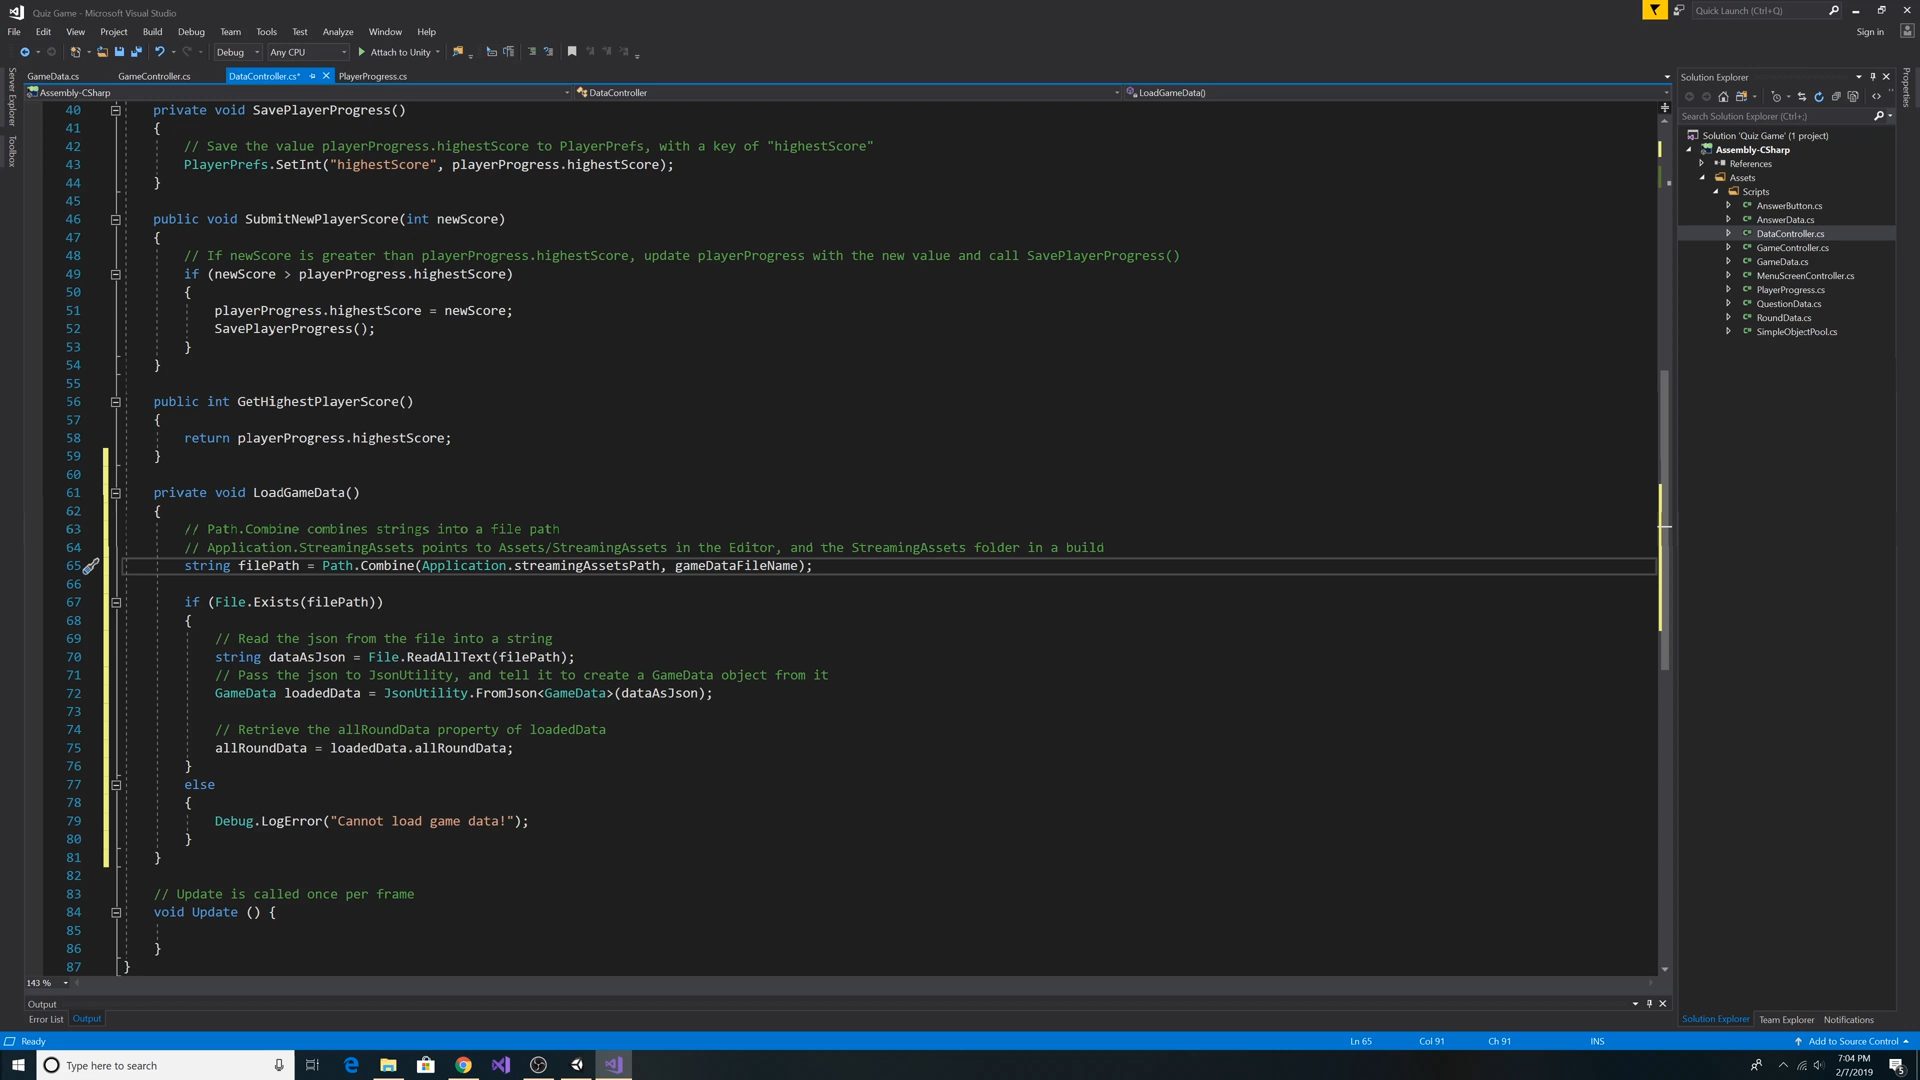 Quiz Game - Microsoft Visual Studio
Quick Launch (Ctrl+Q)
File Edit View Project Build Debug Team Tools Test Analyze Window Help
Sign in
Debug Any CPU Attach to Unity
GameData.cs GameController.cs DataController.cs* PlayerProgress.cs
Assembly-CSharp DataController LoadGameData()
Server Explorer
Toolbox
40 private void SavePlayerProgress()
41 {
42 // Save the value playerProgress.highestScore to PlayerPrefs, with a key of "highestScore"
43 PlayerPrefs.SetInt("highestScore", playerProgress.highestScore);
44 }
45
46 public void SubmitNewPlayerScore(int newScore)
47 {
48 // If newScore is greater than playerProgress.highestScore, update playerProgress with the new value and call SavePlayerProgress()
49 if (newScore > playerProgress.highestScore)
50 {
51 playerProgress.highestScore = newScore;
52 SavePlayerProgress();
53 }
54 }
55
56 public int GetHighestPlayerScore()
57 {
58 return playerProgress.highestScore;
59 }
60
61 private void LoadGameData()
62 {
63 // Path.Combine combines strings into a file path
64 // Application.StreamingAssets points to Assets/StreamingAssets in the Editor, and the StreamingAssets folder in a build
65 string filePath = Path.Combine(Application.streamingAssetsPath, gameDataFileName);
66
67 if (File.Exists(filePath))
68 {
69 // Read the json from the file into a string
70 string dataAsJson = File.ReadAllText(filePath);
71 // Pass the json to JsonUtility, and tell it to create a GameData object from it
72 GameData loadedData = JsonUtility.FromJson<GameData>(dataAsJson);
73
74 // Retrieve the allRoundData property of loadedData
75 allRoundData = loadedData.allRoundData;
76 }
77 else
78 {
79 Debug.LogError("Cannot load game data!");
80 }
81 }
82
83 // Update is called once per frame
84 void Update () {
85
86 }
87 }
143 %
Output
Error List Output
Solution Explorer
Search Solution Explorer (Ctrl+;)
Solution 'Quiz Game' (1 project)
Assembly-CSharp
References
Assets
Scripts
AnswerButton.cs
AnswerData.cs
DataController.cs
GameController.cs
GameData.cs
MenuScreenController.cs
PlayerProgress.cs
QuestionData.cs
RoundData.cs
SimpleObjectPool.cs
Properties
Solution Explorer Team Explorer Notifications
Ready Ln 65 Col 91 Ch 91 INS Add to Source Control
Type here to search
7:04 PM
2/7/2019
5